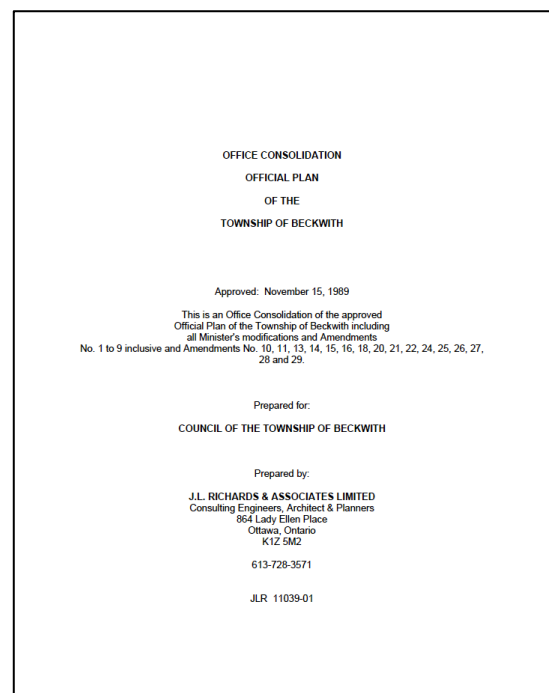 OFFICE CONSOLIDATION
OFFICIAL PLAN
OF THE
TOWNSHIP OF BECKWITH
Approved: November 15, 1989
This is an Office Consolidation of the approved
Official Plan of the Township of Beckwith including
all Minister's modifications and Amendments
No. 1 to 9 inclusive and Amendments No. 10, 11, 13, 14, 15, 16, 18, 20, 21, 22, 24, 25, 26, 27,
28 and 29.
Prepared for:
COUNCIL OF THE TOWNSHIP OF BECKWITH
Prepared by:
J.L. RICHARDS & ASSOCIATES LIMITED
Consulting Engineers, Architect & Planners
864 Lady Ellen Place
Ottawa, Ontario
K1Z 5M2
613-728-3571
JLR 11039-01